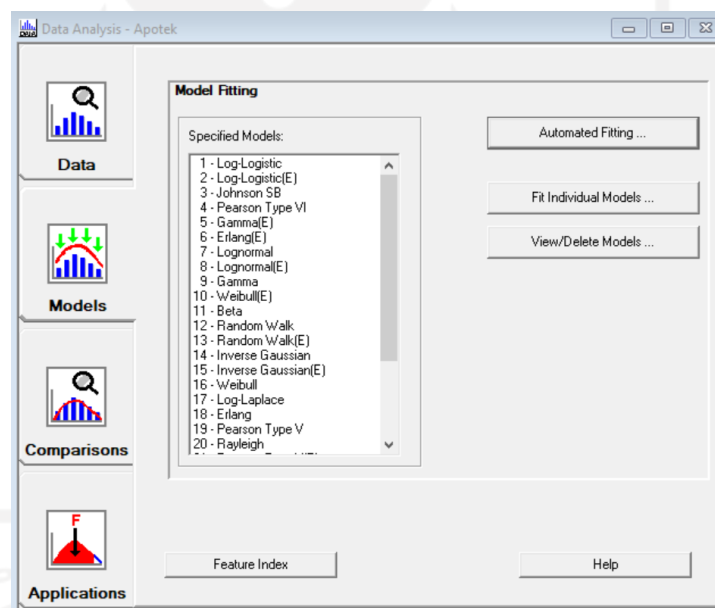 Data Analysis - Apotek
Data
Models
Comparisons
Applications
Model Fitting
Specified Models:
1 - Log-Logistic
2 - Log-Logistic(E)
3 - Johnson SB
4 - Pearson Type VI
5 - Gamma(E)
6 - Erlang(E)
7 - Lognormal
8 - Lognormal(E)
9 - Gamma
10 - Weibull(E)
11 - Beta
12 - Random Walk
13 - Random Walk(E)
14 - Inverse Gaussian
15 - Inverse Gaussian(E)
16 - Weibull
17 - Log-Laplace
18 - Erlang
19 - Pearson Type V
20 - Rayleigh
Automated Fitting ...
Fit Individual Models ...
View/Delete Models ...
F
Feature Index
Help